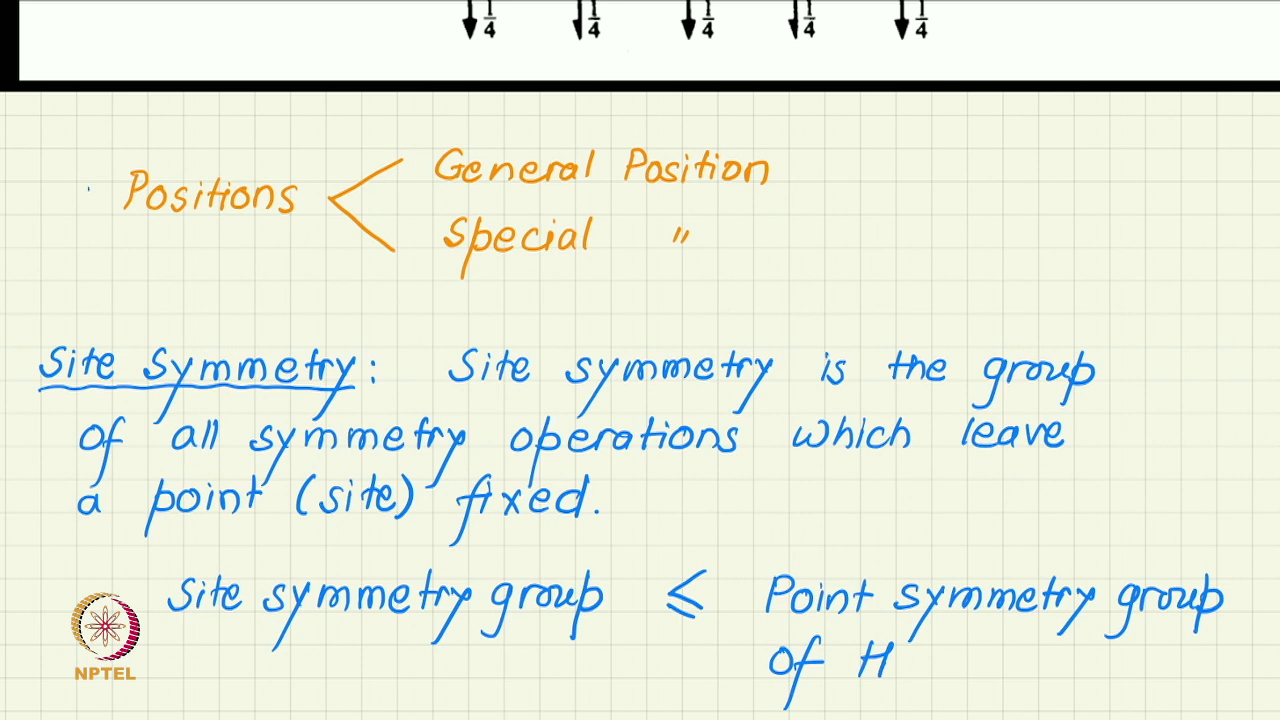 1/4 1/4 1/4 1/4 1/4
Positions
General Position
Special "
Site Symmetry: Site symmetry is the group
of all symmetry operations which leave
a point (site) fixed.
Site symmetry group ≤ Point symmetry group
of H
NPTEL